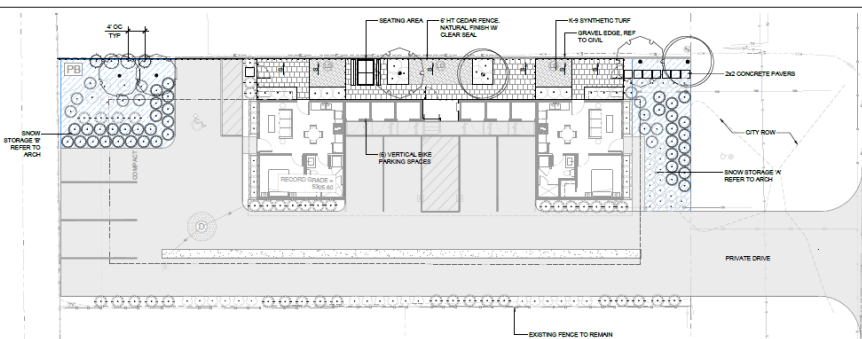 4' OC
TYP
PB
SEATING AREA
6' HT CEDAR FENCE.
NATURAL FINISH W/
CLEAR SEAL
K-9 SYNTHETIC TURF
GRAVEL EDGE, REF
TO CIVIL
2x2 CONCRETE PAVERS
SNOW
STORAGE 'B'
REFER TO
ARCH
COMPACT
(6) VERTICAL BIKE
PARKING SPACES
CITY ROW
RECORD GRADE =
SNOW STORAGE 'A'
REFER TO ARCH
D
PRIVATE DRIVE
EXISTING FENCE TO REMAIN